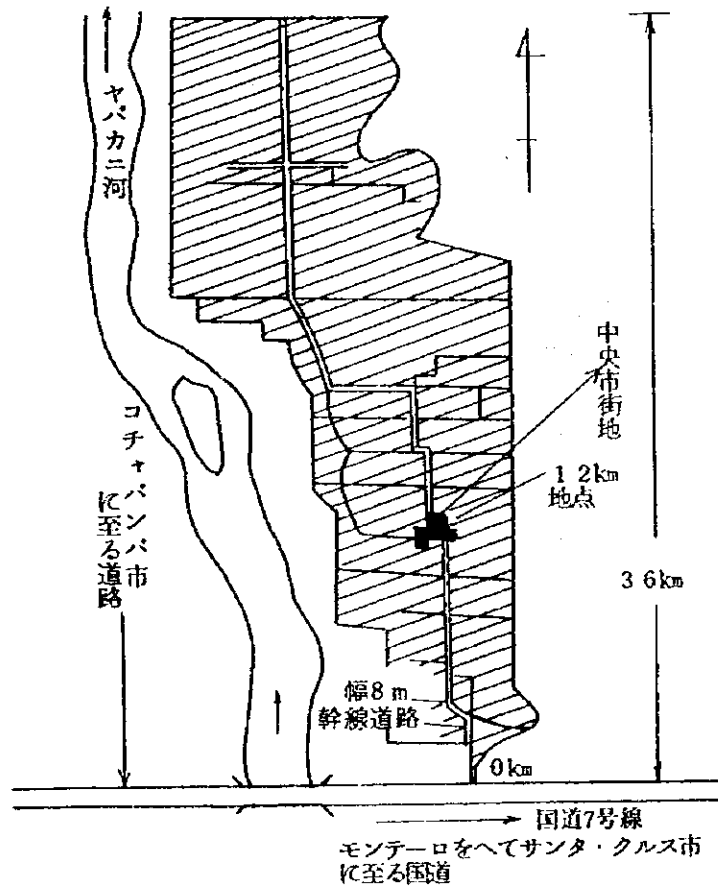 ヤパカニ河
中央市街地
12km
地点
コチャバンバ市
に至る道路
36km
幅8m
幹線道路
0km
国道7号線
モンテーロをへてサンタ・クルス市
に至る国道